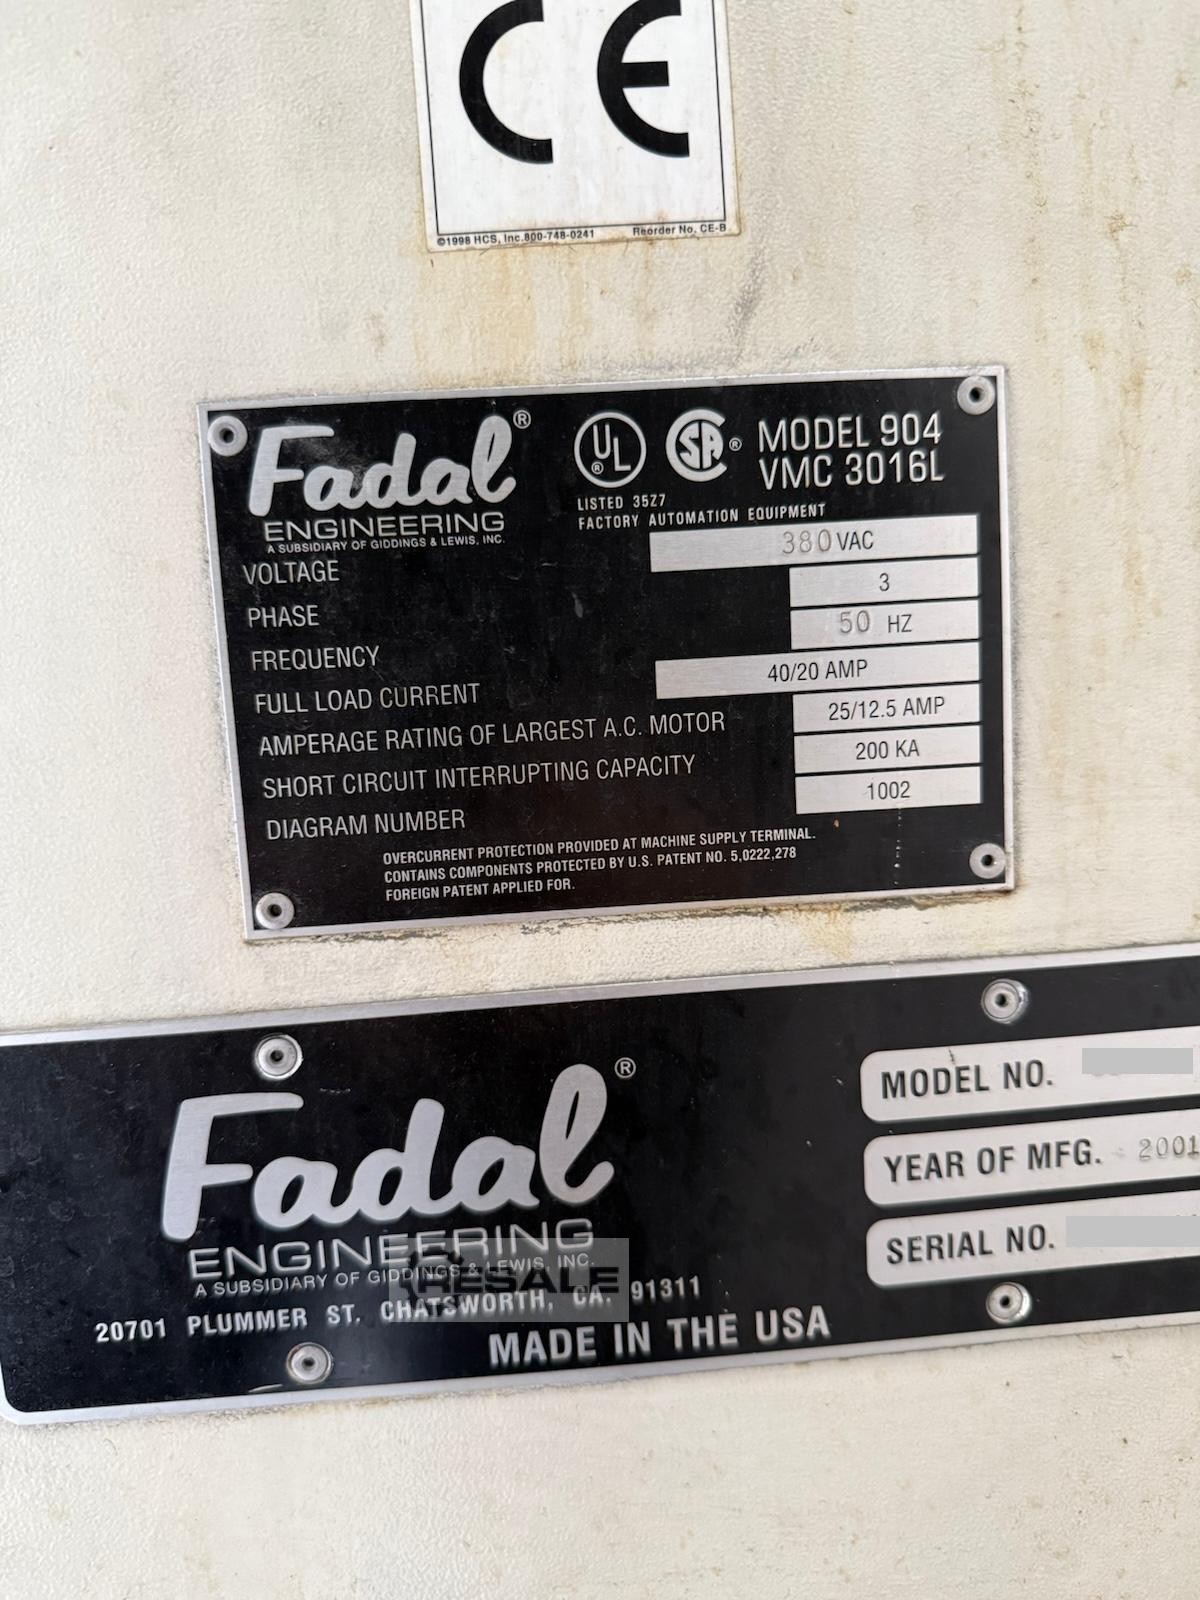 CE
©1998 HCS, Inc.800-748-0241 Reorder No. CE-B
Fadal®
ENGINEERING
A SUBSIDIARY OF GIDDINGS & LEWIS, INC.
UL®
SA®
MODEL 904
VMC 3016L
LISTED 35Z7
FACTORY AUTOMATION EQUIPMENT
VOLTAGE 380 VAC
PHASE 3
FREQUENCY 50 HZ
FULL LOAD CURRENT 40/20 AMP
AMPERAGE RATING OF LARGEST A.C. MOTOR 25/12.5 AMP
SHORT CIRCUIT INTERRUPTING CAPACITY 200 KA
DIAGRAM NUMBER 1002
OVERCURRENT PROTECTION PROVIDED AT MACHINE SUPPLY TERMINAL.
CONTAINS COMPONENTS PROTECTED BY U.S. PATENT NO. 5,0222,278
FOREIGN PATENT APPLIED FOR.
Fadal®
ENGINEERING
A SUBSIDIARY OF GIDDINGS & LEWIS, INC.
RESALE
20701 PLUMMER ST. CHATSWORTH, CA. 91311
MADE IN THE USA
MODEL NO.
YEAR OF MFG. 2001
SERIAL NO.